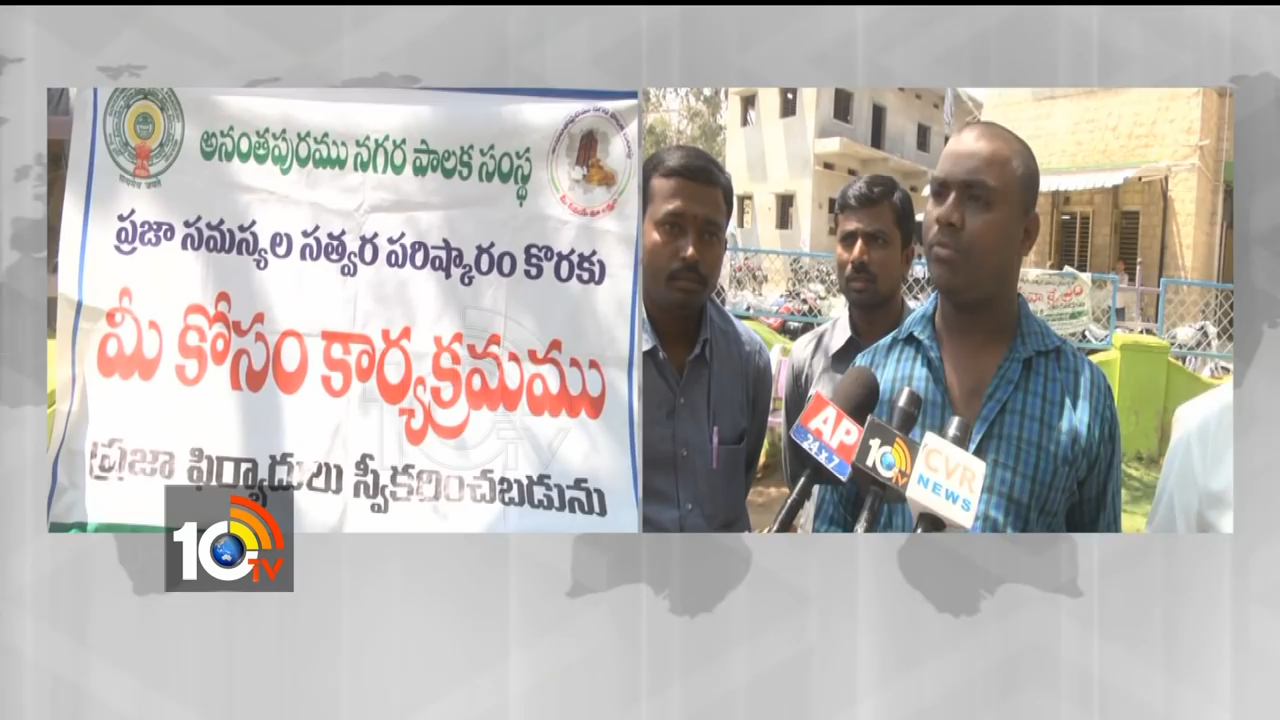 అనంతపురము నగర పాలక సంస్థ
ప్రజా సమస్యల సత్వర పరిష్కారం కొరకు
మీ కోసం కార్యక్రమము
ప్రజా ఫిర్యాదులు స్వీకరించబడును
10TV
AP
24x7
10TV
CVR
NEWS